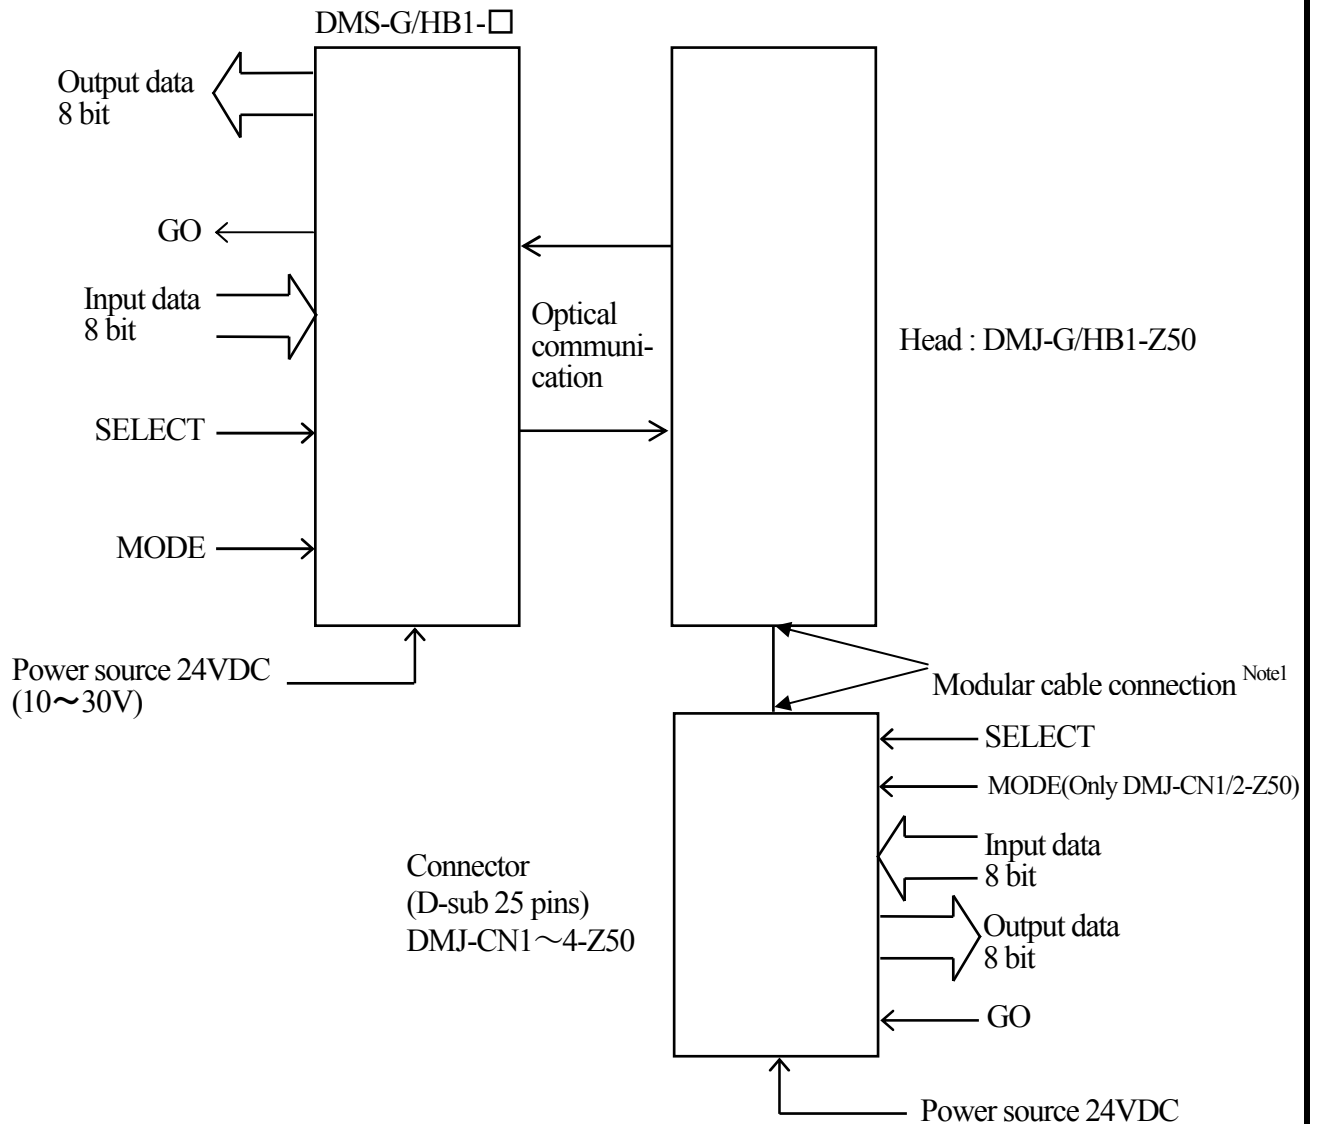 DMS-G/HB1-□
Output data
8 bit
GO
Input data
8 bit
SELECT
MODE
Optical
communi-
cation
Head : DMJ-G/HB1-Z50
Power source 24VDC
(10～30V)
Modular cable connection Note1
SELECT
MODE(Only DMJ-CN1/2-Z50)
Input data
8 bit
Connector
(D-sub 25 pins)
DMJ-CN1～4-Z50
Output data
8 bit
GO
Power source 24VDC